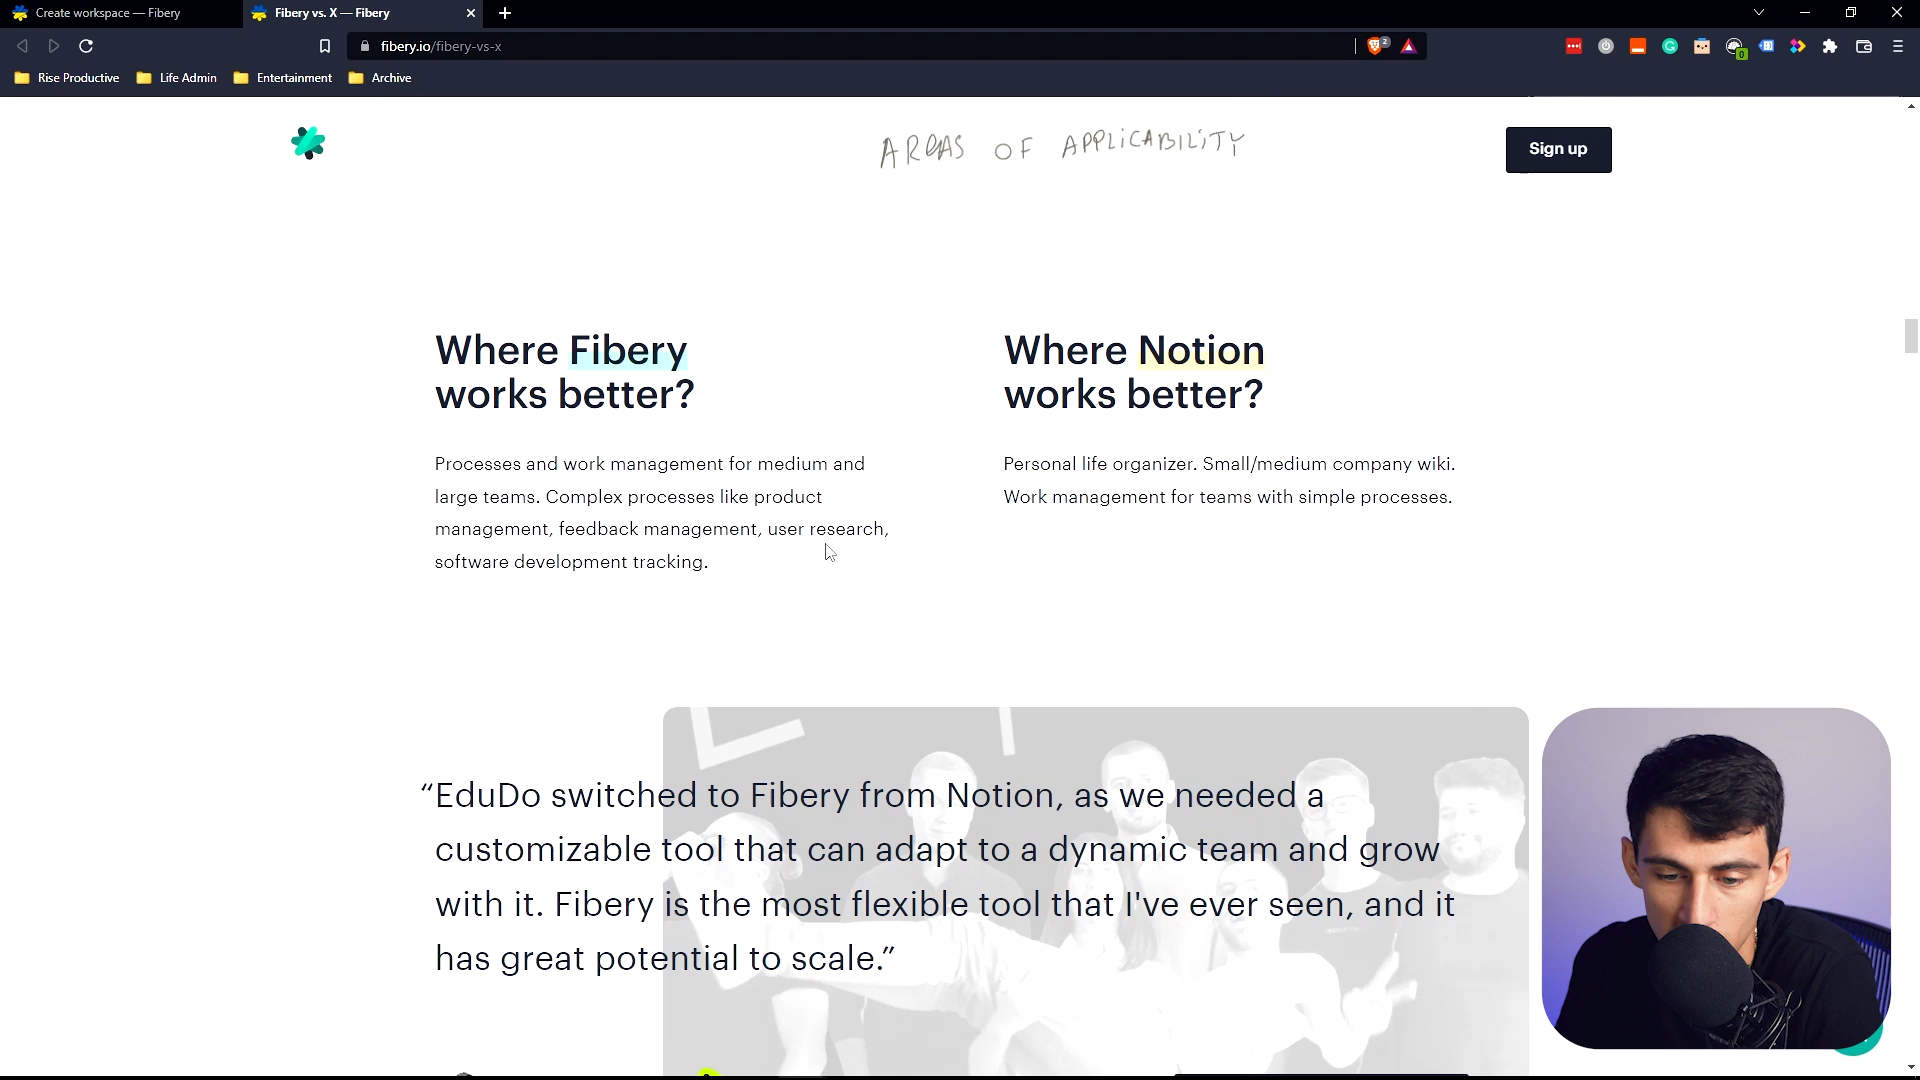 Create workspace — Fibery
Fibery vs. X — Fibery
fibery.io/fibery-vs-x
2
0
Rise Productive
Life Admin
Entertainment
Archive
AREAS OF APPLICABILITY
Sign up
Where Fibery
works better?
Processes and work management for medium and
large teams. Complex processes like product
management, feedback management, user research,
software development tracking.
Where Notion
works better?
Personal life organizer. Small/medium company wiki.
Work management for teams with simple processes.
“EduDo switched to Fibery from Notion, as we needed a
customizable tool that can adapt to a dynamic team and grow
with it. Fibery is the most flexible tool that I've ever seen, and it
has great potential to scale.”